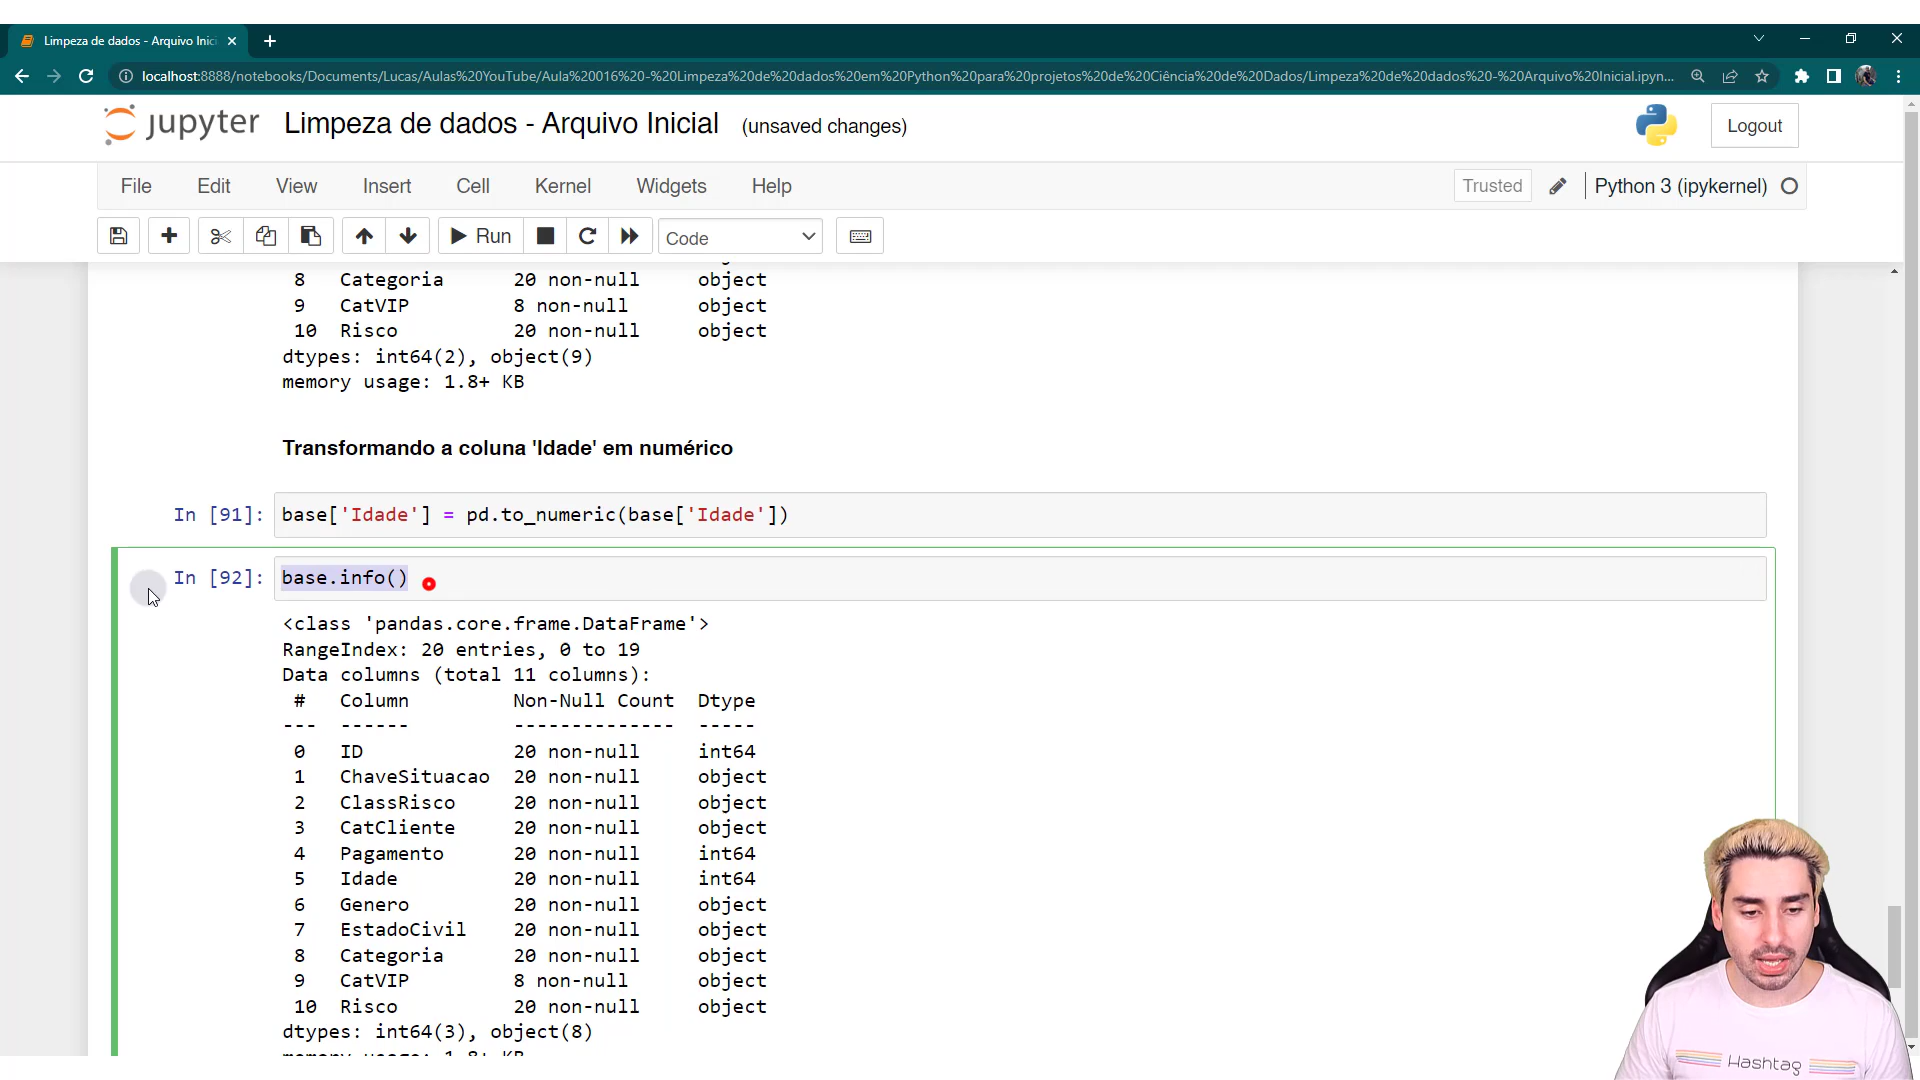 Limpeza de dados - Arquivo Inici
localhost:8888/notebooks/Documents/Lucas/Aulas%20YouTube/Aula%20016%20-%20Limpeza%20de%20dados%20em%20Python%20para%20projetos%20de%20Ciência%20de%20Dados/Limpeza%20de%20dados%20-%20Arquivo%20Inicial.ipyn...
jupyter Limpeza de dados - Arquivo Inicial (unsaved changes)
Logout
File Edit View Insert Cell Kernel Widgets Help
Trusted Python 3 (ipykernel)
Run Code
8 Categoria 20 non-null object
9 CatVIP 8 non-null object
10 Risco 20 non-null object
dtypes: int64(2), object(9)
memory usage: 1.8+ KB
Transformando a coluna 'Idade' em numérico
In [91]: base['Idade'] = pd.to_numeric(base['Idade'])
In [92]: base.info()
<class 'pandas.core.frame.DataFrame'>
RangeIndex: 20 entries, 0 to 19
Data columns (total 11 columns):
# Column Non-Null Count Dtype
--- ------ -------------- -----
0 ID 20 non-null int64
1 ChaveSituacao 20 non-null object
2 ClassRisco 20 non-null object
3 CatCliente 20 non-null object
4 Pagamento 20 non-null int64
5 Idade 20 non-null int64
6 Genero 20 non-null object
7 EstadoCivil 20 non-null object
8 Categoria 20 non-null object
9 CatVIP 8 non-null object
10 Risco 20 non-null object
dtypes: int64(3), object(8)
memory usage: 1.8+ KB
Hashtag